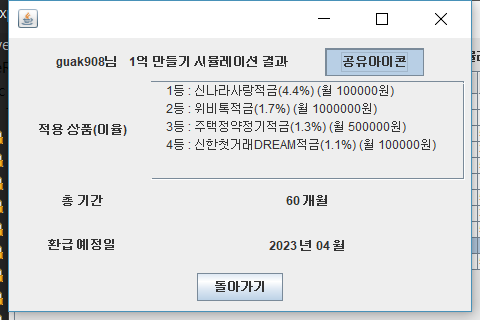 guak908님 1억 만들기 시뮬레이션 결과 공유아이콘
1등 : 신나라사랑적금(4.4%) (월 100000원)
2등 : 위비톡적금(1.7%) (월 1000000원)
적용 상품(이율)
3등 : 주택정약정기적금(1.3%) (월 500000원)
4등 : 신한첫거래DREAM적금(1.1%) (월 100000원)
총 기간 60 개월
환급 예정일 2023 년 04 월
돌아가기